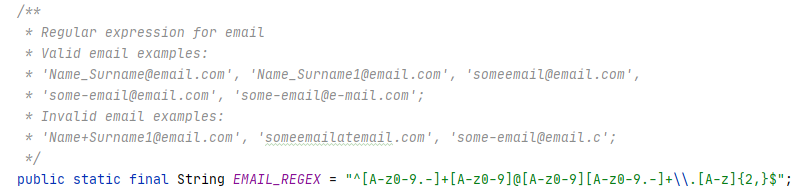 /**
* Regular expression for email
* Valid email examples:
* 'Name_Surname@email.com', 'Name_Surname1@email.com', 'someemail@email.com',
* 'some-email@email.com', 'some-email@e-mail.com';
* Invalid email examples:
* 'Name+Surname1@email.com', 'someemailatemail.com', 'some-email@email.c';
*/
public static final String EMAIL_REGEX = "^[A-z0-9.-]+[A-z0-9]@[A-z0-9][A-z0-9.-]+\\.[A-z]{2,}$";